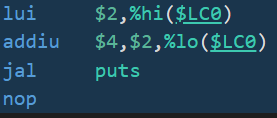 lui $2,%hi($LC0)
addiu $4,$2,%lo($LC0)
jal puts
nop